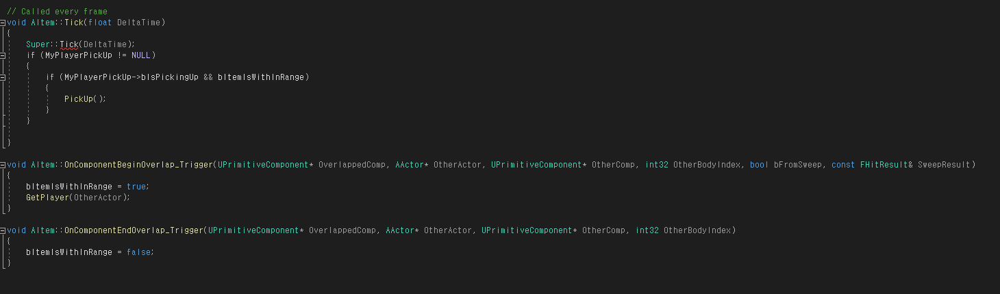 // Called every frame
void AItem::Tick(float DeltaTime)
{
Super::Tick(DeltaTime);
if (MyPlayerPickUp != NULL)
{
if (MyPlayerPickUp->bIsPickingUp && bItemIsWithInRange)
{
PickUp();
}
}
}
void AItem::OnComponentBeginOverlap_Trigger(UPrimitiveComponent* OverlappedComp, AActor* OtherActor, UPrimitiveComponent* OtherComp, int32 OtherBodyIndex, bool bFromSweep, const FHitResult& SweepResult)
{
bItemIsWithInRange = true;
GetPlayer(OtherActor);
}
void AItem::OnComponentEndOverlap_Trigger(UPrimitiveComponent* OverlappedComp, AActor* OtherActor, UPrimitiveComponent* OtherComp, int32 OtherBodyIndex)
{
bItemIsWithInRange = false;
}